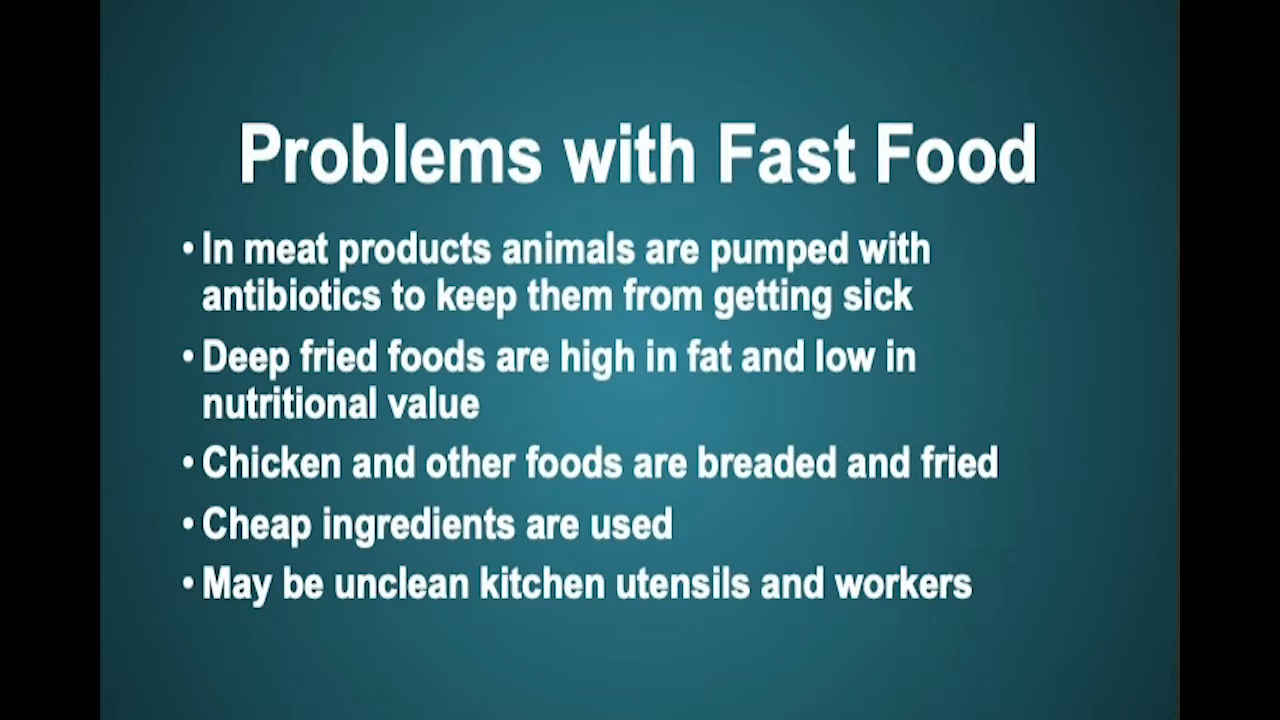 Problems with Fast Food
• In meat products animals are pumped with
antibiotics to keep them from getting sick
• Deep fried foods are high in fat and low in
nutritional value
• Chicken and other foods are breaded and fried
• Cheap ingredients are used
• May be unclean kitchen utensils and workers